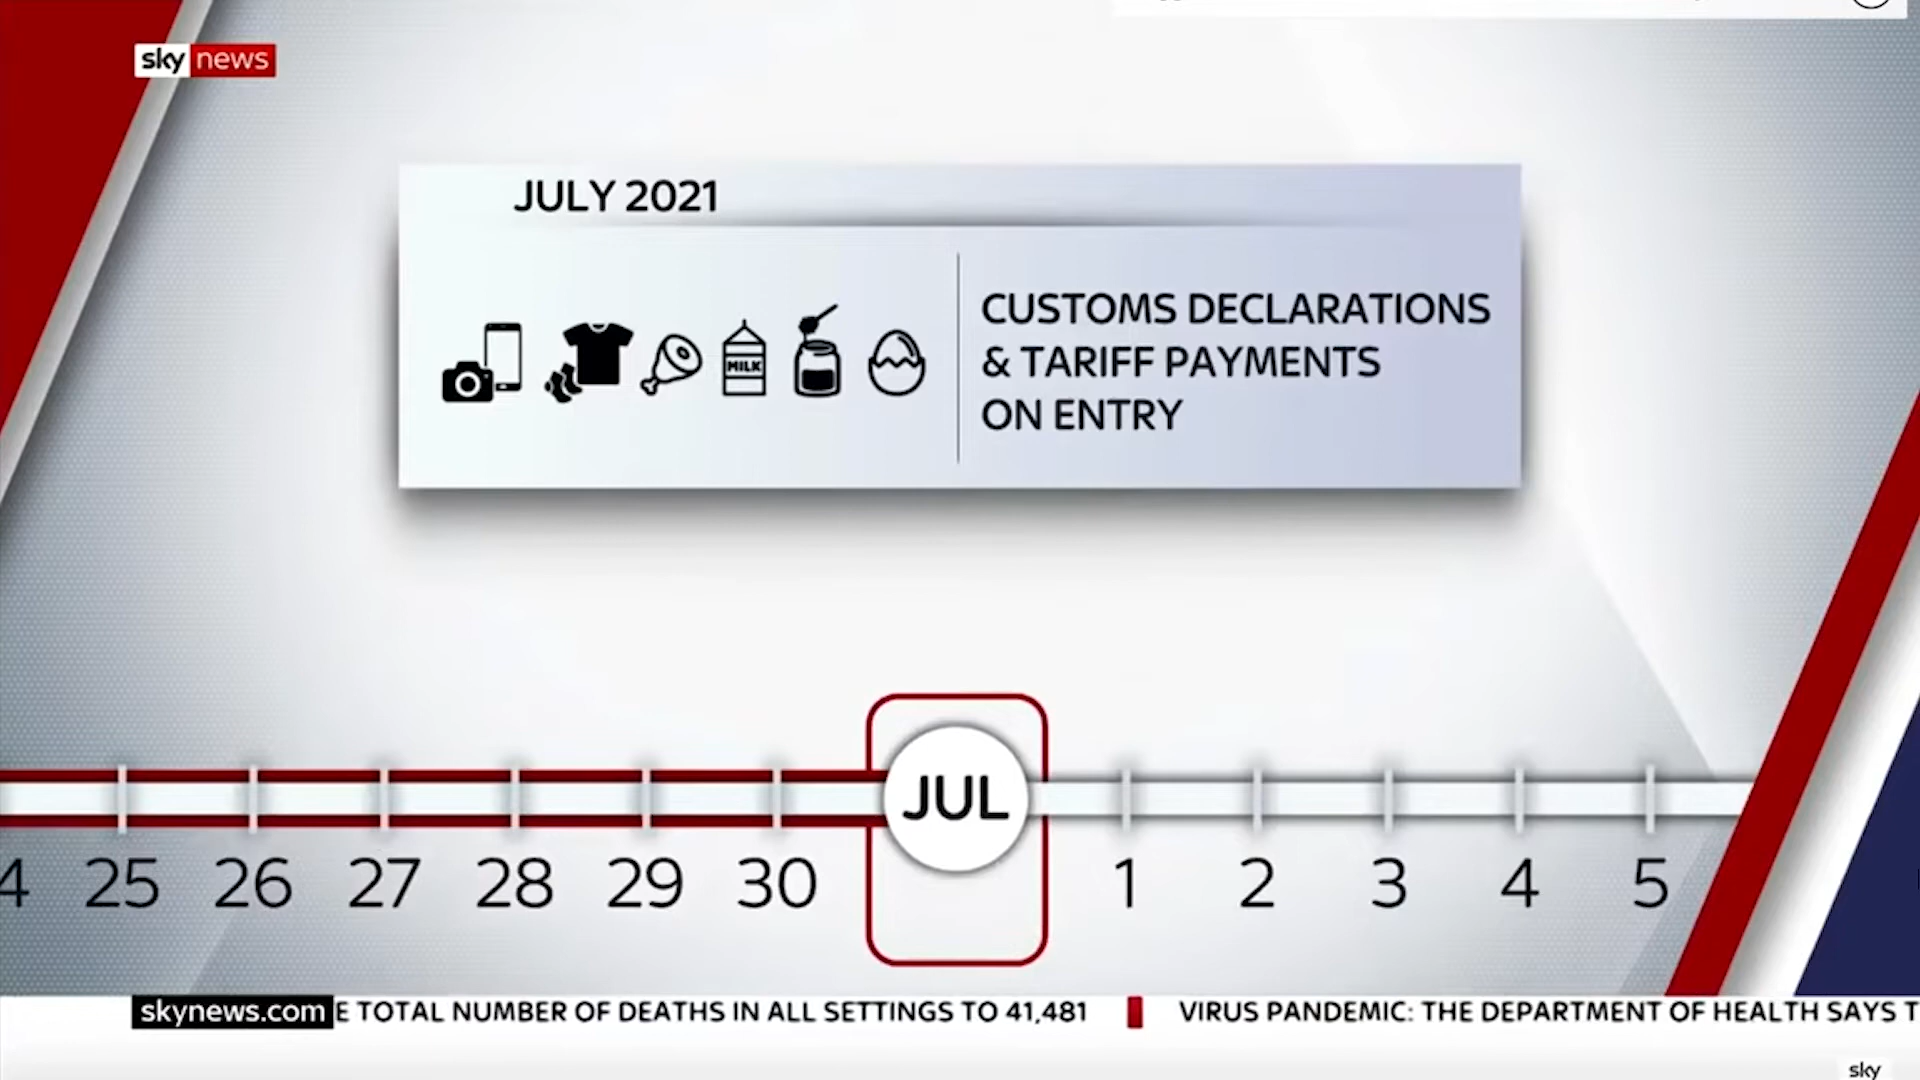 sky news
JULY 2021
MILK
CUSTOMS DECLARATIONS
& TARIFF PAYMENTS
ON ENTRY
JUL
4 25 26 27 28 29 30 1 2 3 4 5
skynews.com E TOTAL NUMBER OF DEATHS IN ALL SETTINGS TO 41,481 VIRUS PANDEMIC: THE DEPARTMENT OF HEALTH SAYS T
sky